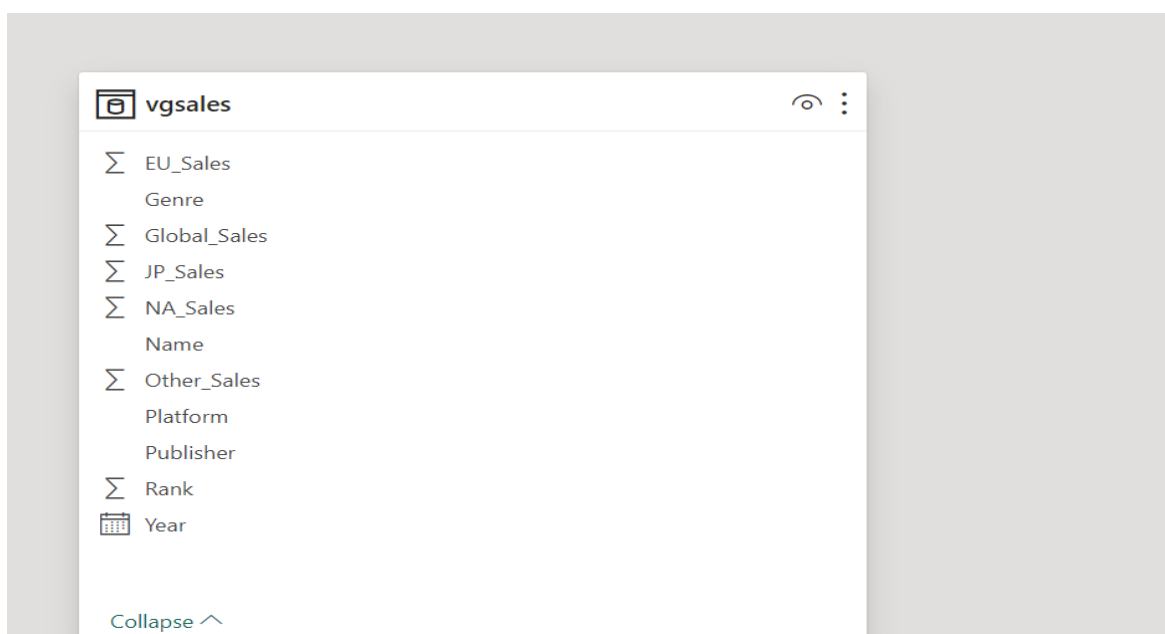 vgsales
EU_Sales
Genre
Global_Sales
JP_Sales
NA_Sales
Name
Other_Sales
Platform
Publisher
Rank
Year
Collapse